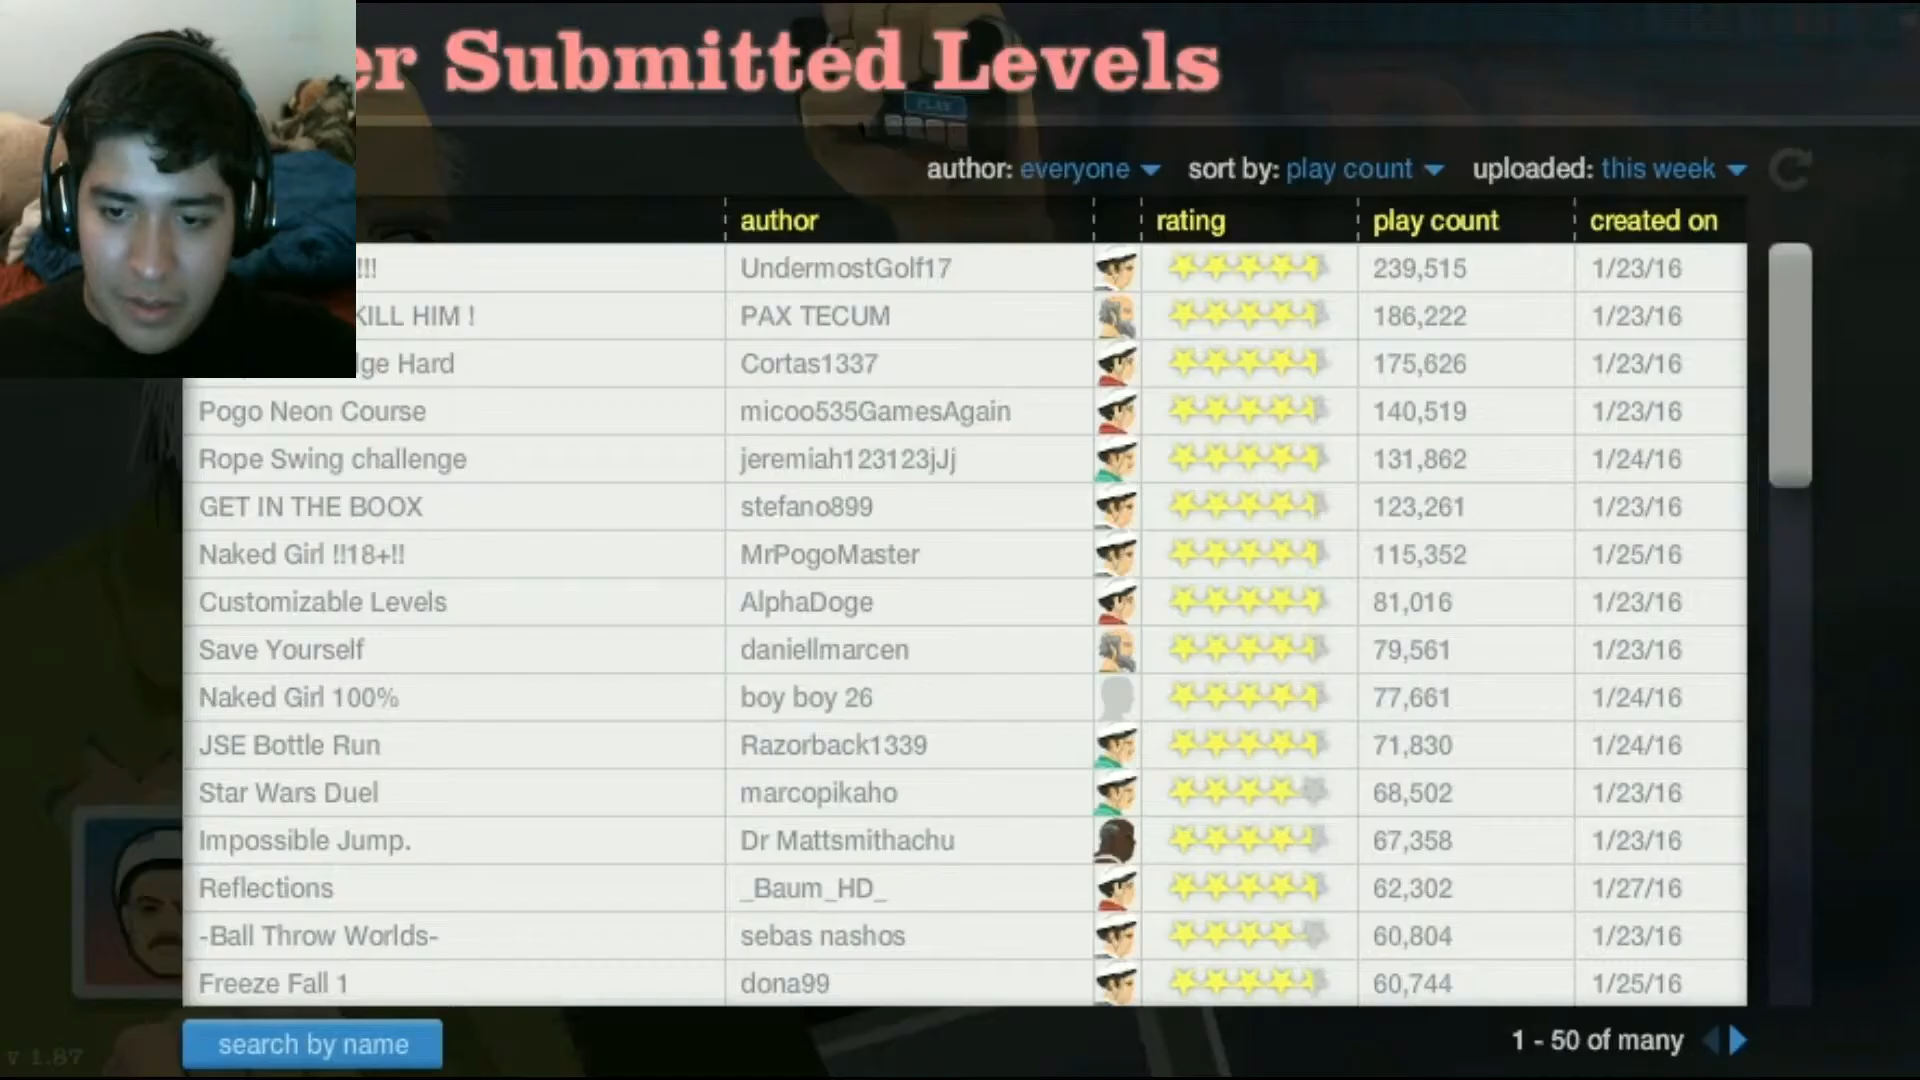 er Submitted Levels
PLAY
author: everyone sort by: play count uploaded: this week
author rating play count created on
!!! UndermostGolf17 239,515 1/23/16
KILL HIM ! PAX TECUM 186,222 1/23/16
dge Hard Cortas1337 175,626 1/23/16
Pogo Neon Course micoo535GamesAgain 140,519 1/23/16
Rope Swing challenge jeremiah123123jJj 131,862 1/24/16
GET IN THE BOOX stefano899 123,261 1/23/16
Naked Girl !!18+!! MrPogoMaster 115,352 1/25/16
Customizable Levels AlphaDoge 81,016 1/23/16
Save Yourself daniellmarcen 79,561 1/23/16
Naked Girl 100% boy boy 26 77,661 1/24/16
JSE Bottle Run Razorback1339 71,830 1/24/16
Star Wars Duel marcopikaho 68,502 1/23/16
Impossible Jump. Dr Mattsmithachu 67,358 1/23/16
Reflections _Baum_HD_ 62,302 1/27/16
-Ball Throw Worlds- sebas nashos 60,804 1/23/16
Freeze Fall 1 dona99 60,744 1/25/16
search by name 1 - 50 of many
v 1.87